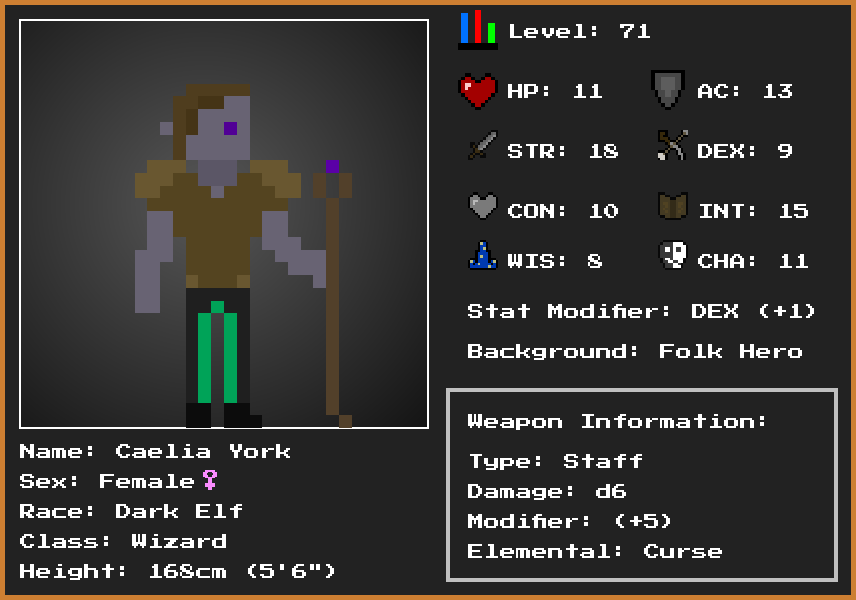 Level: 71
HP: 11 AC: 13
STR: 18 DEX: 9
CON: 10 INT: 15
WIS: 8 CHA: 11
Stat Modifier: DEX (+1)
Background: Folk Hero
Weapon Information:
Type: Staff
Damage: d6
Modifier: (+5)
Elemental: Curse
Name: Caelia York
Sex: Female♀
Race: Dark Elf
Class: Wizard
Height: 168cm (5'6")